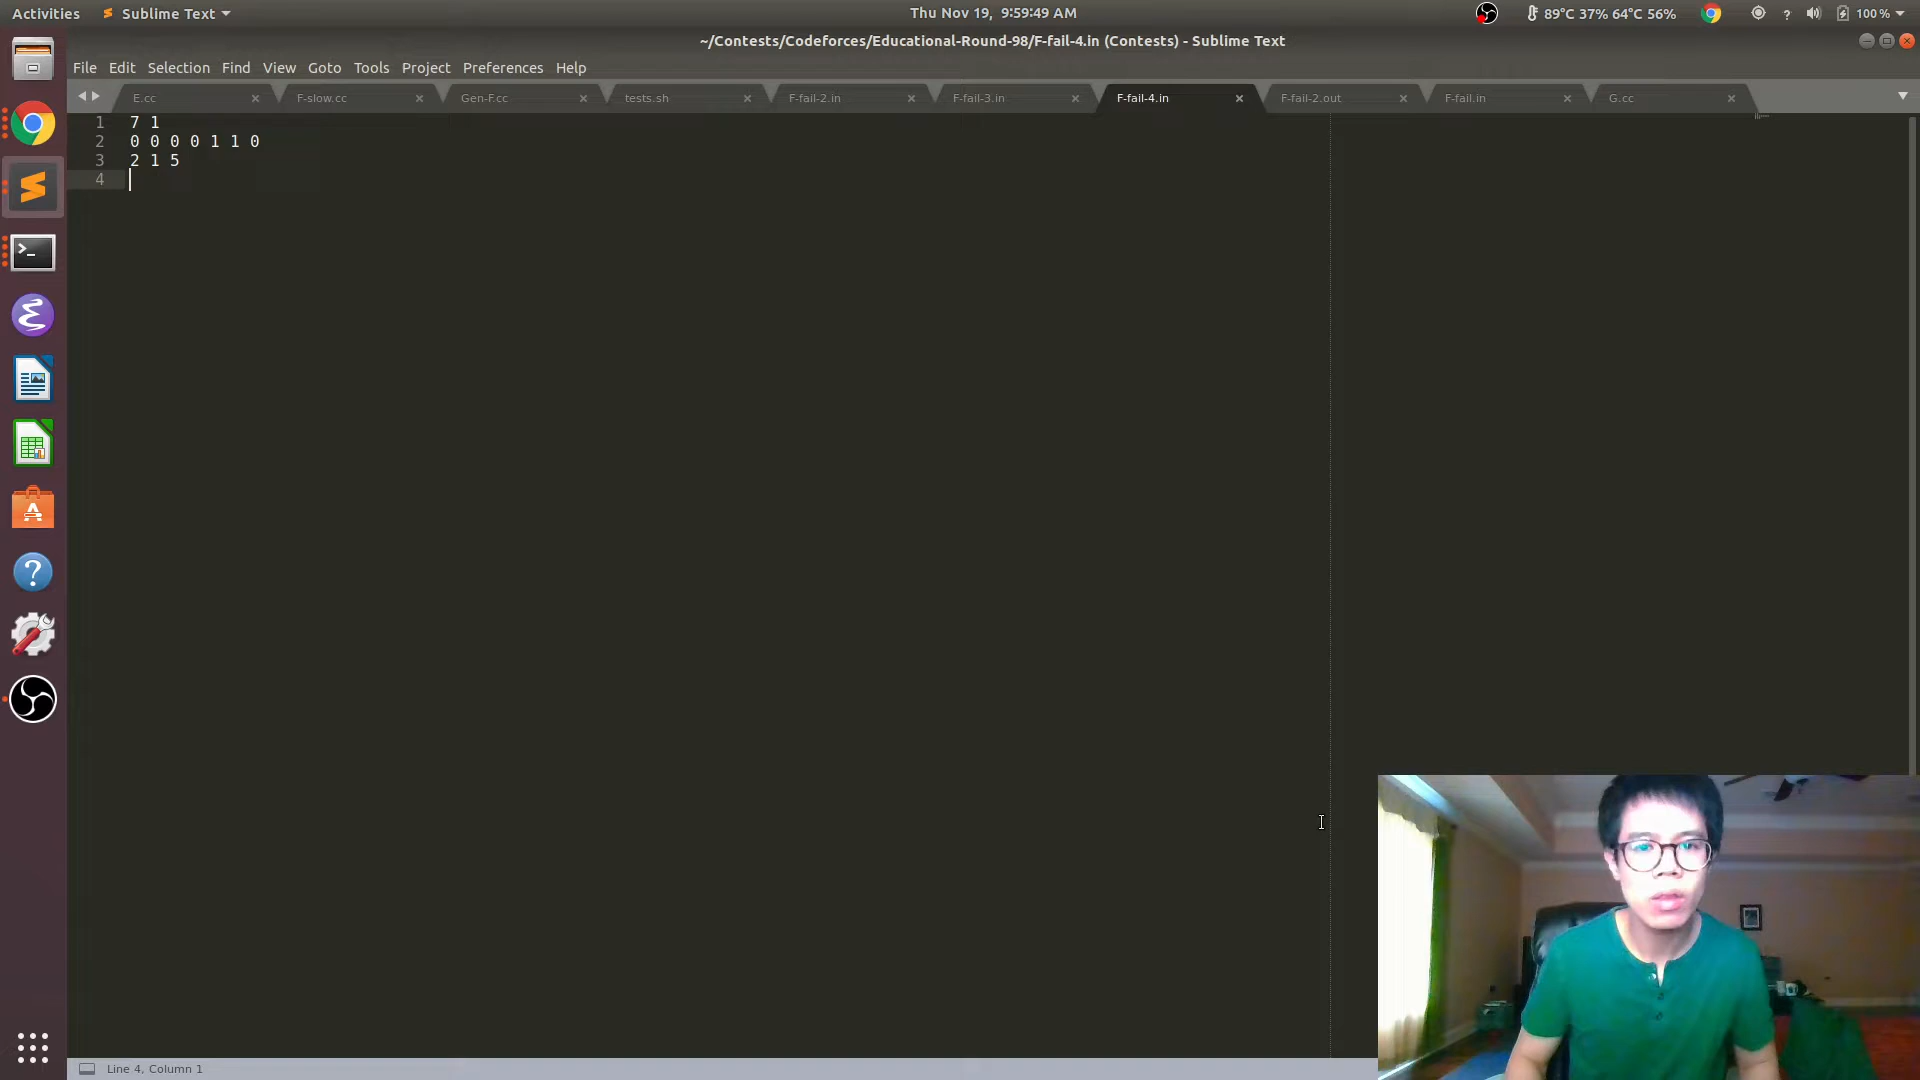 Activities Sublime Text Thu Nov 19, 9:59:49 AM 89°C 37% 64°C 56% ? 100 %
~/Contests/Codeforces/Educational-Round-98/F-fail-4.in (Contests) - Sublime Text
File Edit Selection Find View Goto Tools Project Preferences Help
E.cc F-slow.cc Gen-F.cc tests.sh F-fail-2.in F-fail-3.in F-fail-4.in F-fail-2.out F-fail.in G.cc
1 7 1
2 0 0 0 0 1 1 0
3 2 1 5
4
Line 4, Column 1